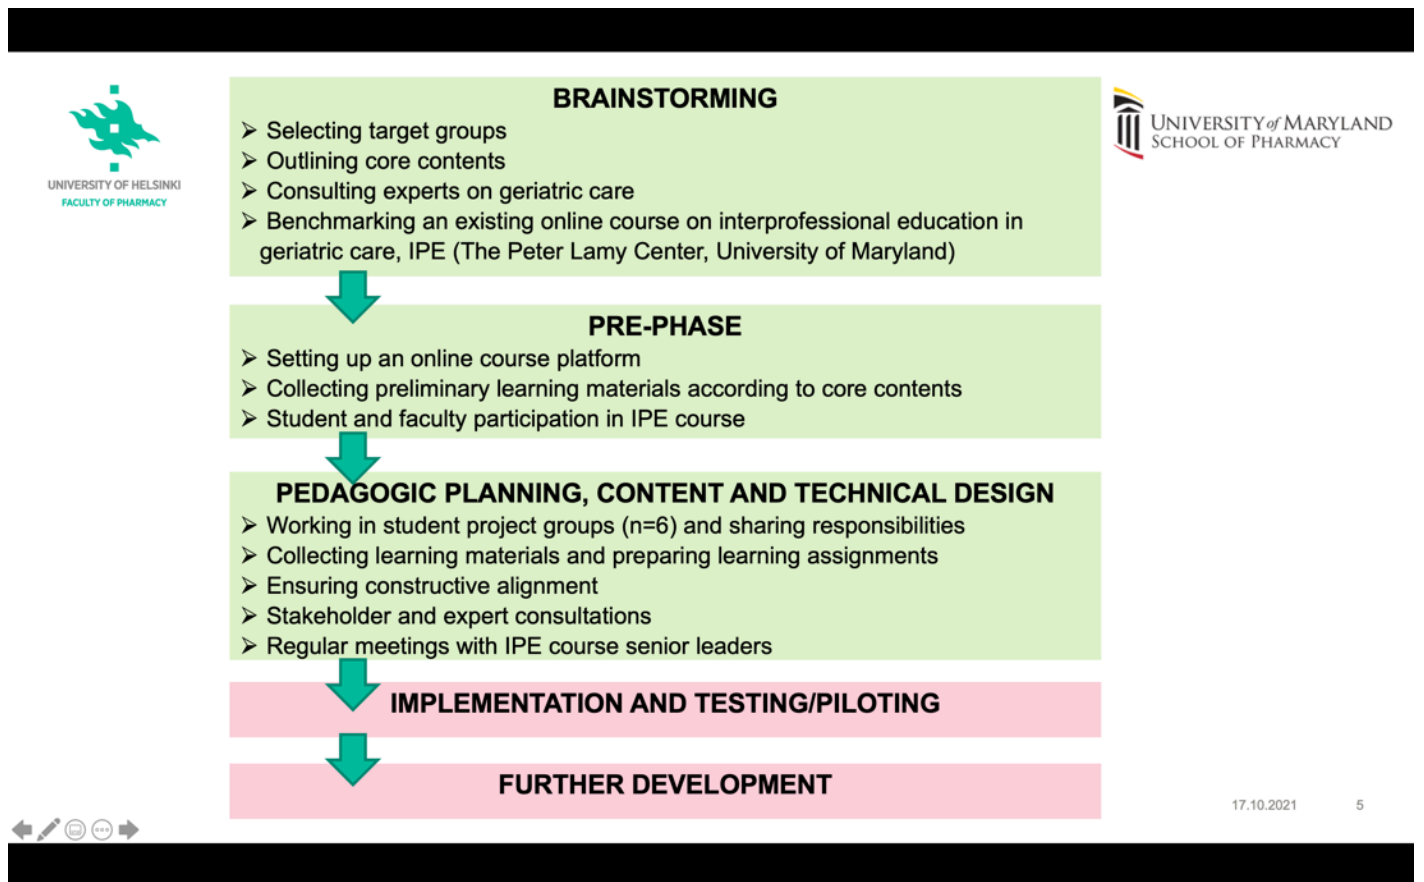 UNIVERSITY OF HELSINKI
FACULTY OF PHARMACY
UNIVERSITY of MARYLAND
SCHOOL OF PHARMACY
BRAINSTORMING
➢ Selecting target groups
➢ Outlining core contents
➢ Consulting experts on geriatric care
➢ Benchmarking an existing online course on interprofessional education in
geriatric care, IPE (The Peter Lamy Center, University of Maryland)
PRE-PHASE
➢ Setting up an online course platform
➢ Collecting preliminary learning materials according to core contents
➢ Student and faculty participation in IPE course
PEDAGOGIC PLANNING, CONTENT AND TECHNICAL DESIGN
➢ Working in student project groups (n=6) and sharing responsibilities
➢ Collecting learning materials and preparing learning assignments
➢ Ensuring constructive alignment
➢ Stakeholder and expert consultations
➢ Regular meetings with IPE course senior leaders
IMPLEMENTATION AND TESTING/PILOTING
FURTHER DEVELOPMENT
17.10.2021 5